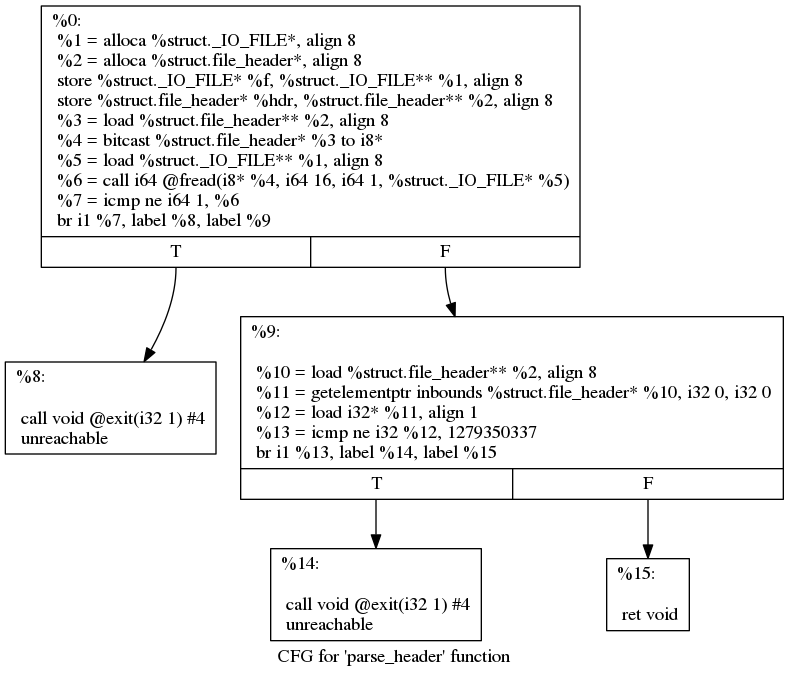 %0:
%1 = alloca %struct._IO_FILE*, align 8
%2 = alloca %struct.file_header*, align 8
store %struct._IO_FILE* %f, %struct._IO_FILE** %1, align 8
store %struct.file_header* %hdr, %struct.file_header** %2, align 8
%3 = load %struct.file_header** %2, align 8
%4 = bitcast %struct.file_header* %3 to i8*
%5 = load %struct._IO_FILE** %1, align 8
%6 = call i64 @fread(i8* %4, i64 16, i64 1, %struct._IO_FILE* %5)
%7 = icmp ne i64 1, %6
br i1 %7, label %8, label %9
T
F
%8:
call void @exit(i32 1) #4
unreachable
%9:
%10 = load %struct.file_header** %2, align 8
%11 = getelementptr inbounds %struct.file_header* %10, i32 0, i32 0
%12 = load i32* %11, align 1
%13 = icmp ne i32 %12, 1279350337
br i1 %13, label %14, label %15
T
F
%14:
call void @exit(i32 1) #4
unreachable
%15:
ret void
CFG for 'parse_header' function